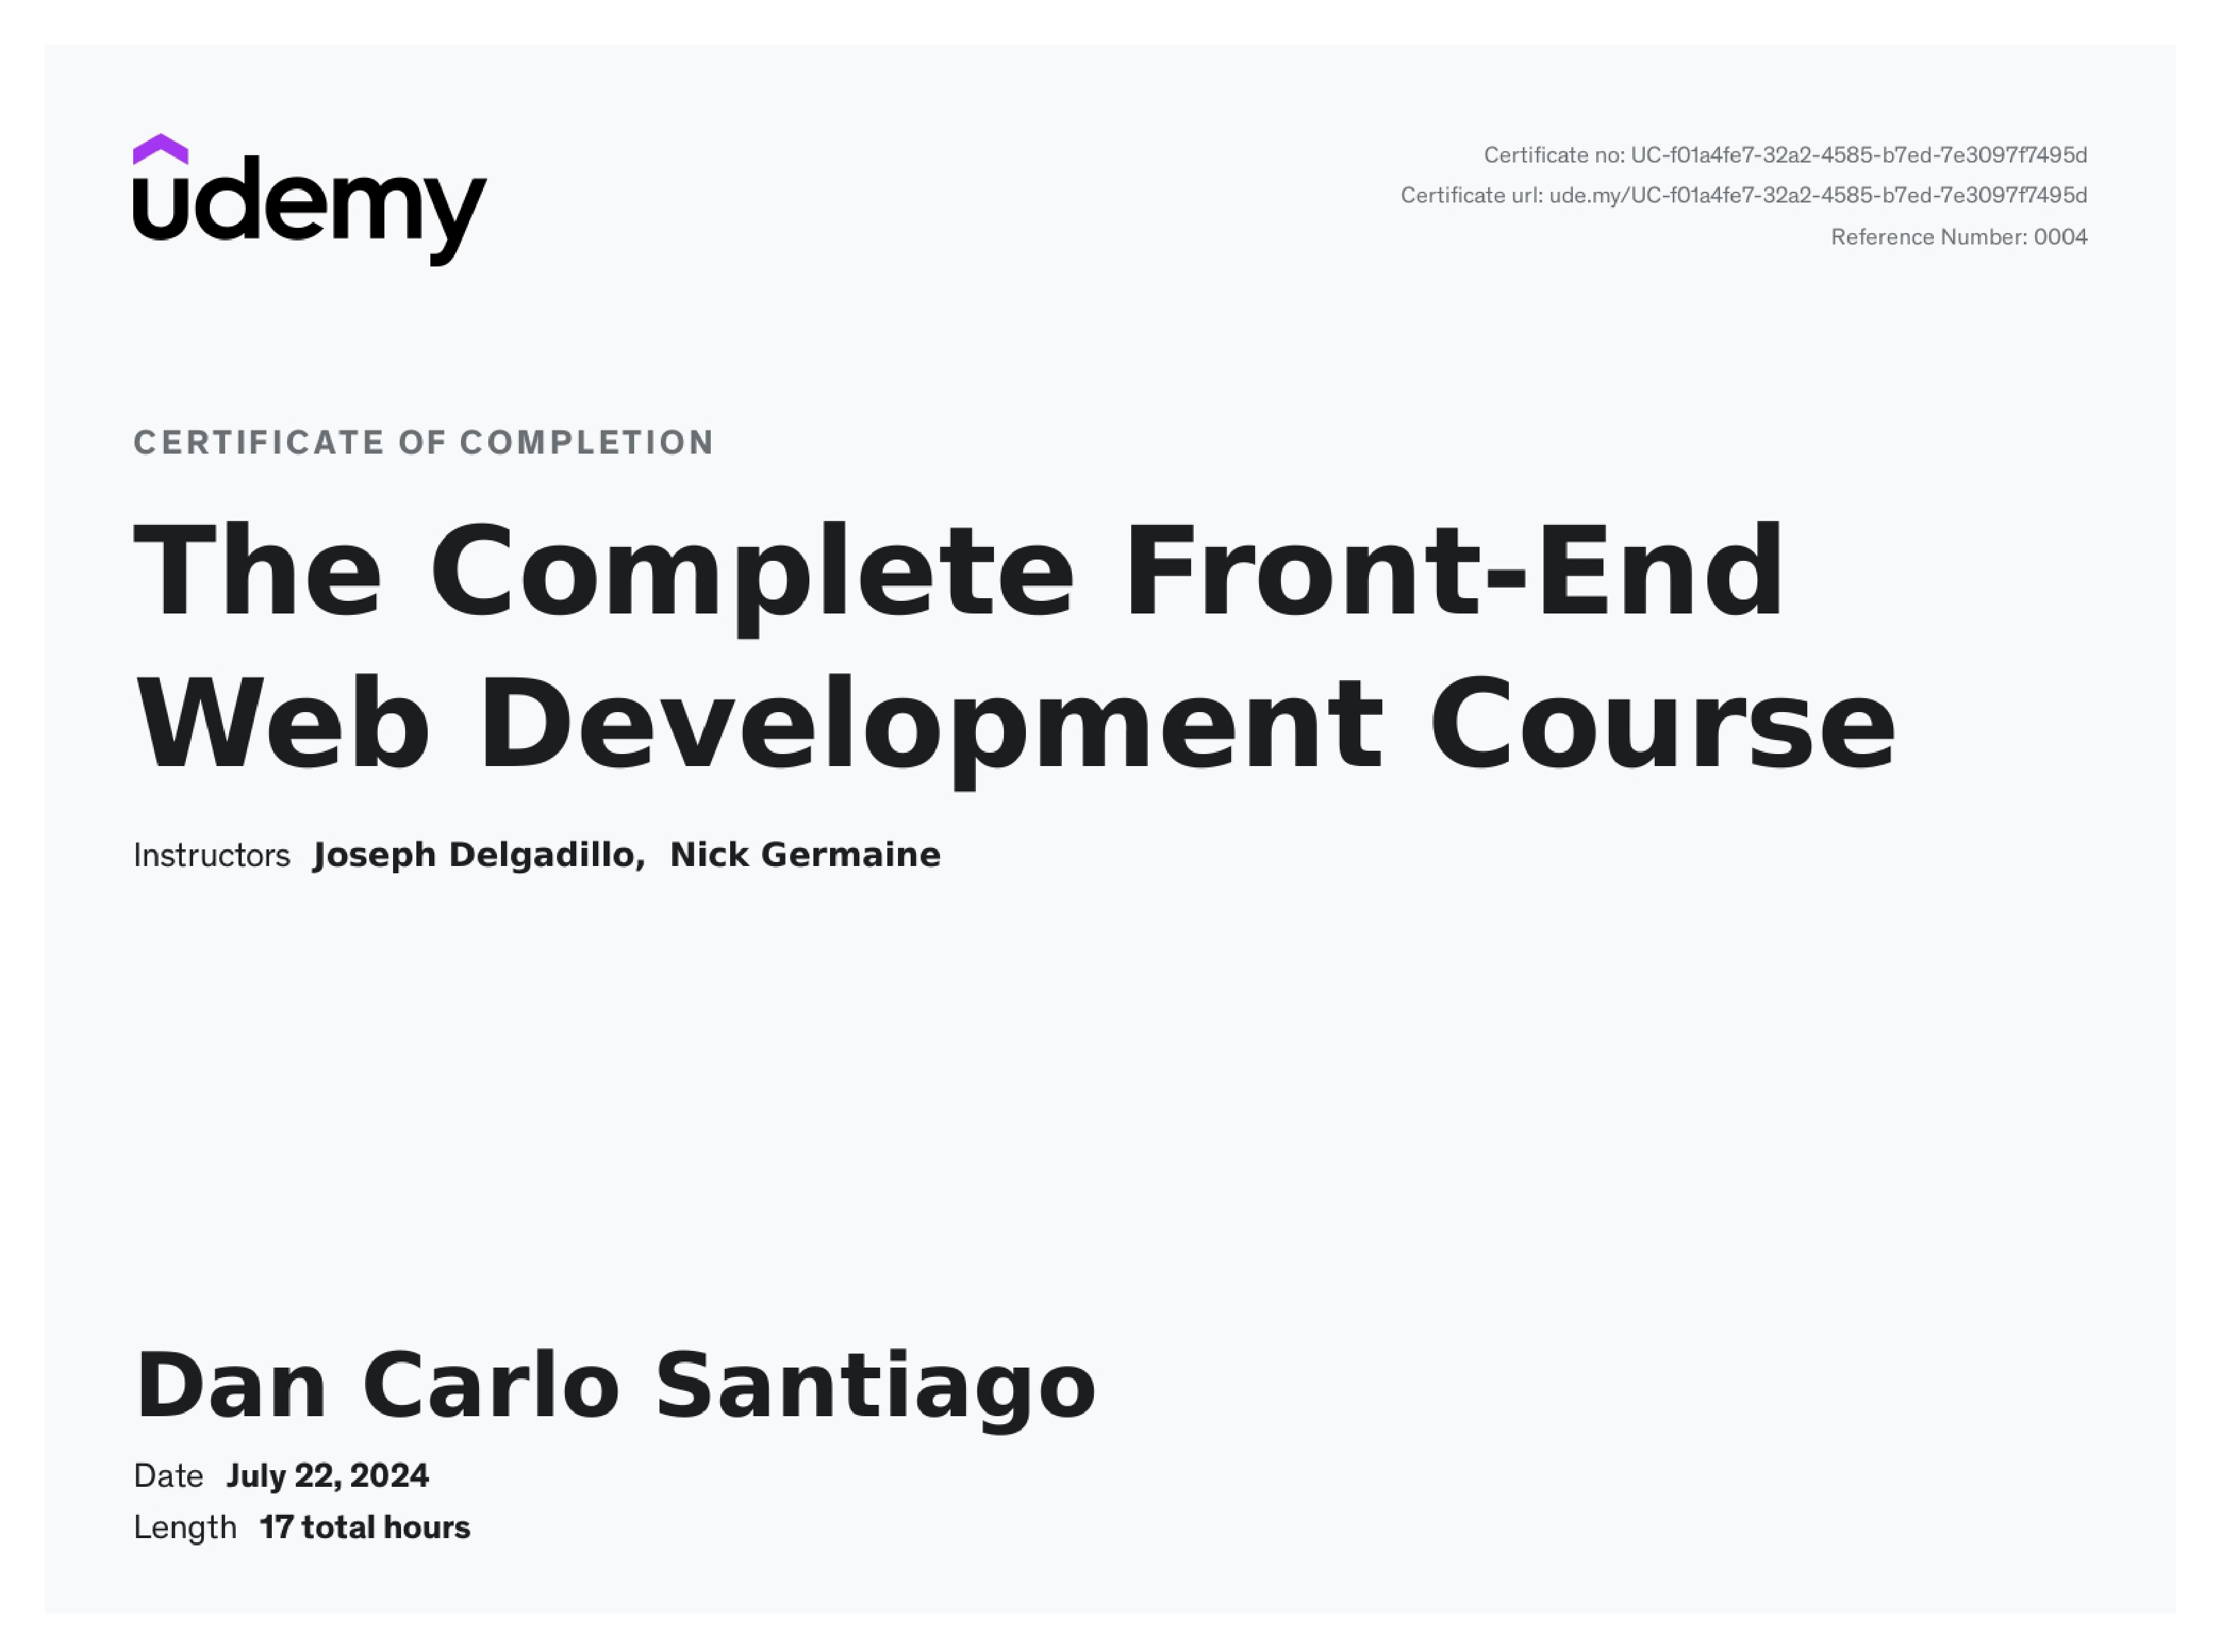 udemy
Certificate no: UC-f01a4fe7-32a2-4585-b7ed-7e3097f7495d
Certificate url: ude.my/UC-f01a4fe7-32a2-4585-b7ed-7e3097f7495d
Reference Number: 0004
CERTIFICATE OF COMPLETION
The Complete Front-End
Web Development Course
Instructors Joseph Delgadillo, Nick Germaine
Dan Carlo Santiago
Date July 22, 2024
Length 17 total hours